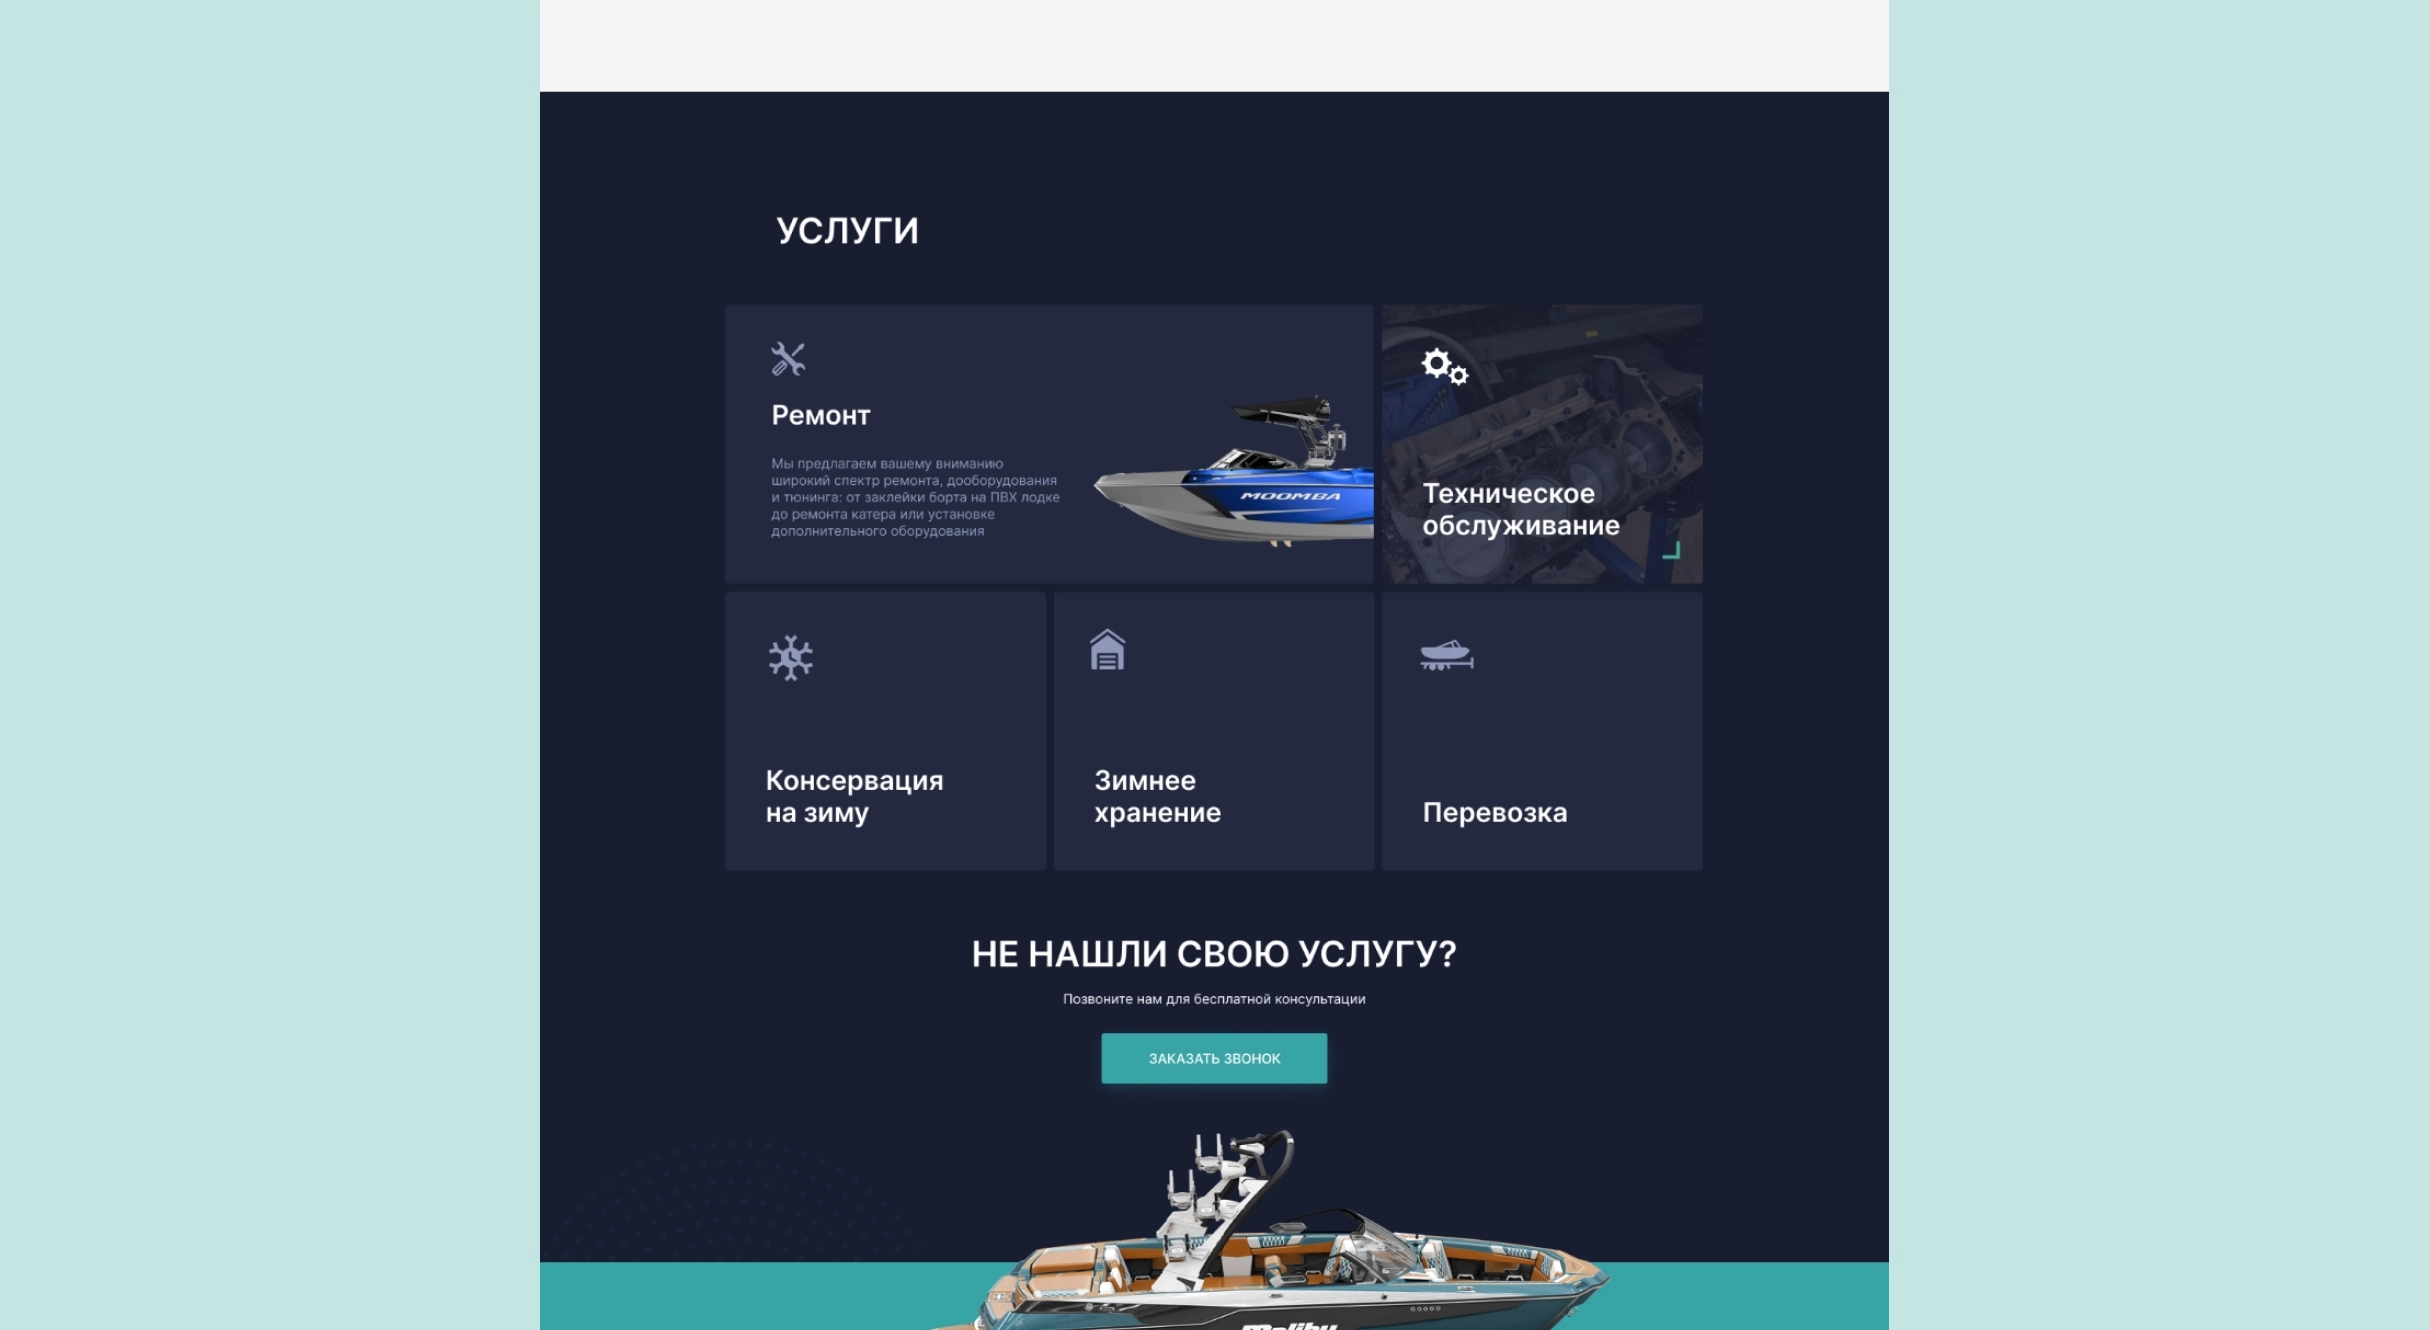 УСЛУГИ
Ремонт
Мы предлагаем вашему вниманию
широкий спектр ремонта, дооборудования
и тюнинга: от заклейки борта на ПВХ лодке
до ремонта катера или установке
дополнительного оборудования
MOOMBA
Техническое
обслуживание
Консервация
на зиму
Зимнее
хранение
Перевозка
НЕ НАШЛИ СВОЮ УСЛУГУ?
Позвоните нам для бесплатной консультации
ЗАКАЗАТЬ ЗВОНОК
Malibu